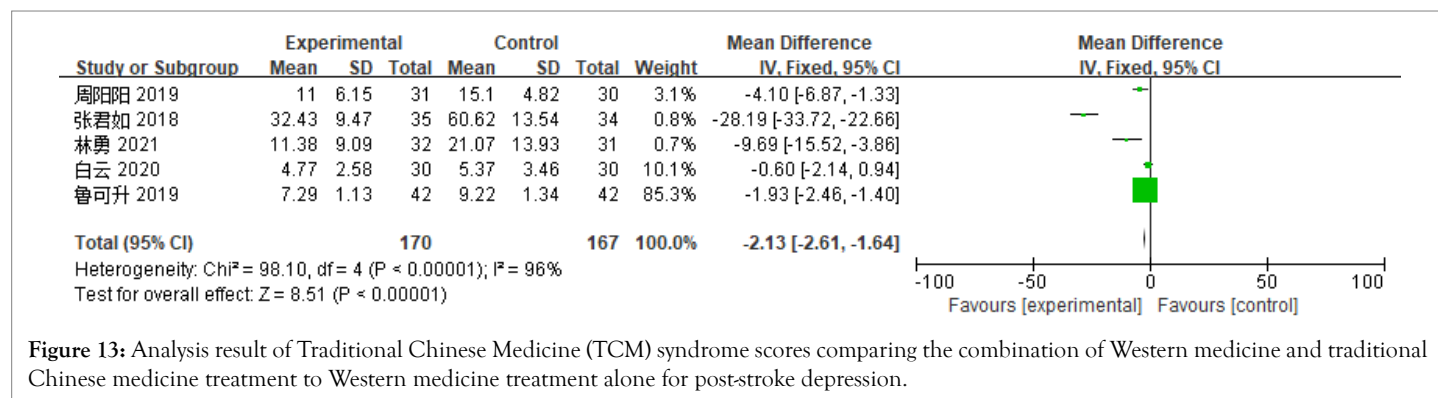 Experimental Control Mean Difference Mean Difference
Study or Subgroup Mean SD Total Mean SD Total Weight IV, Fixed, 95% CI IV, Fixed, 95% CI
周阳阳 2019 11 6.15 31 15.1 4.82 30 3.1% -4.10 [-6.87, -1.33]
张君如 2018 32.43 9.47 35 60.62 13.54 34 0.8% -28.19 [-33.72, -22.66]
林勇 2021 11.38 9.09 32 21.07 13.93 31 0.7% -9.69 [-15.52, -3.86]
白云 2020 4.77 2.58 30 5.37 3.46 30 10.1% -0.60 [-2.14, 0.94]
鲁可升 2019 7.29 1.13 42 9.22 1.34 42 85.3% -1.93 [-2.46, -1.40]
Total (95% CI) 170 167 100.0% -2.13 [-2.61, -1.64]
Heterogeneity: Chi² = 98.10, df = 4 (P < 0.00001); I² = 96%
Test for overall effect: Z = 8.51 (P < 0.00001)
-100 -50 0 50 100
Favours [experimental] Favours [control]
Figure 13: Analysis result of Traditional Chinese Medicine (TCM) syndrome scores comparing the combination of Western medicine and traditional
Chinese medicine treatment to Western medicine treatment alone for post-stroke depression.